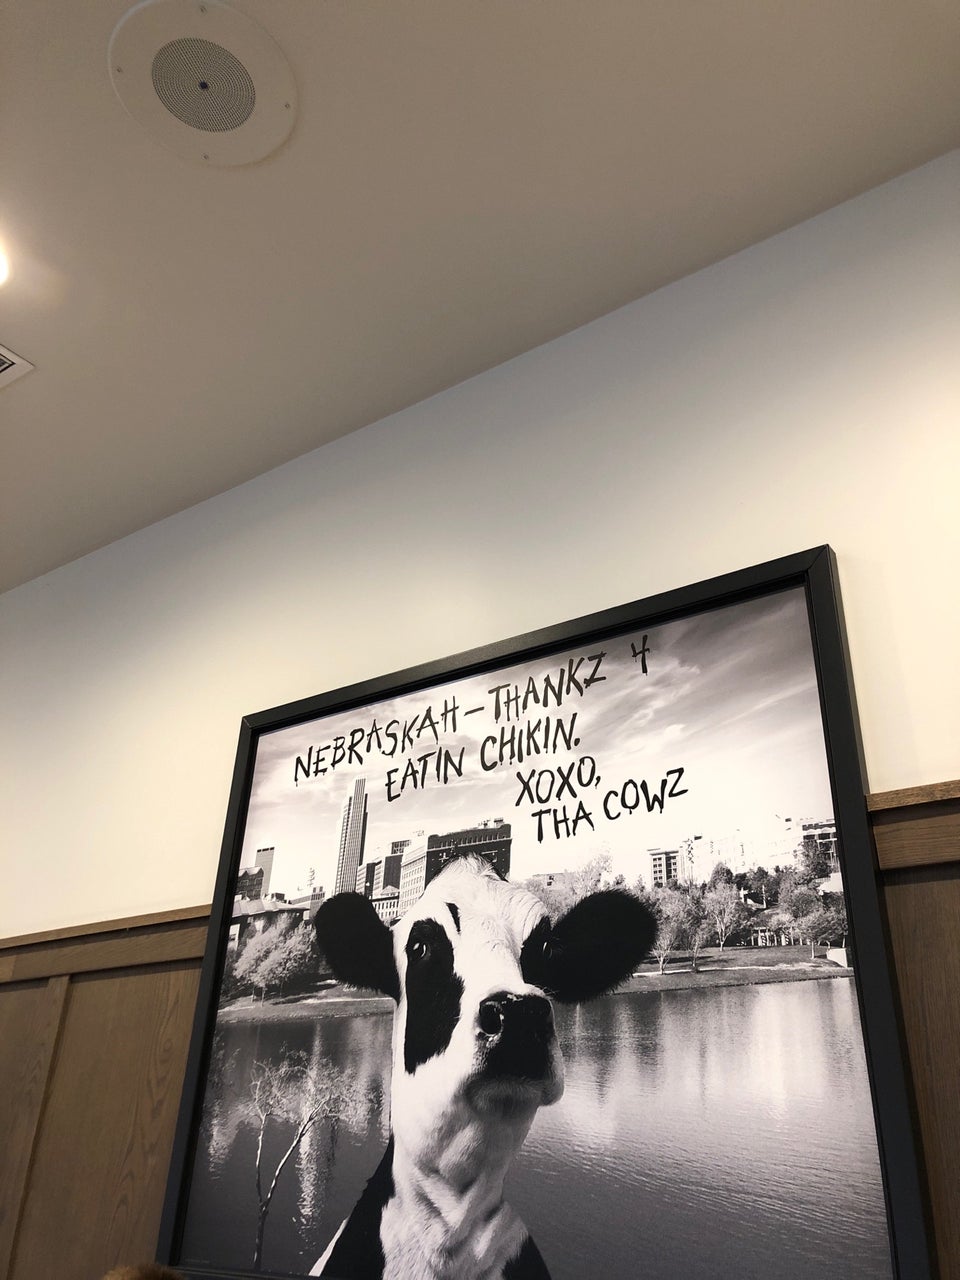 NEBRASKAH-THANKZ 4
EATIN CHIKIN.
XOXO,
THA COWZ